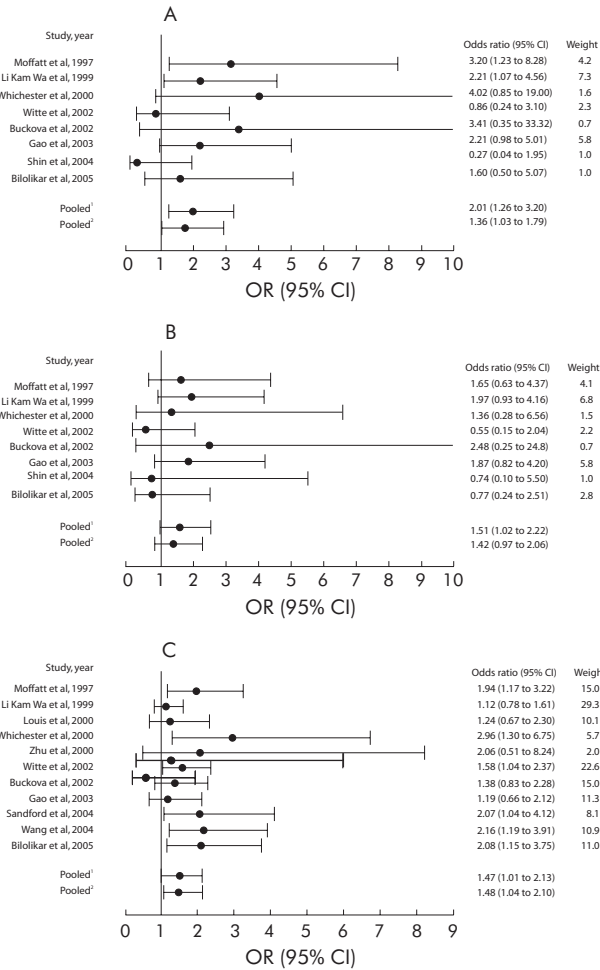 A
Study, year
Odds ratio (95% CI) Weight
Moffatt et al, 1997 3.20 (1.23 to 8.28) 4.2
Li Kam Wa et al, 1999 2.21 (1.07 to 4.56) 7.3
Whichester et al, 2000 4.02 (0.85 to 19.00) 1.6
Witte et al, 2002 0.86 (0.24 to 3.10) 2.3
Buckova et al, 2002 3.41 (0.35 to 33.32) 0.7
Gao et al, 2003 2.21 (0.98 to 5.01) 5.8
Shin et al, 2004 0.27 (0.04 to 1.95) 1.0
Bilolikar et al, 2005 1.60 (0.50 to 5.07) 1.0
Pooled1 2.01 (1.26 to 3.20)
Pooled2 1.36 (1.03 to 1.79)
0 1 2 3 4 5 6 7 8 9 10
OR (95% CI)
B
Study, year
Odds ratio (95% CI) Weight
Moffatt et al, 1997 1.65 (0.63 to 4.37) 4.1
Li Kam Wa et al, 1999 1.97 (0.93 to 4.16) 6.8
Whichester et al, 2000 1.36 (0.28 to 6.56) 1.5
Witte et al, 2002 0.55 (0.15 to 2.04) 2.2
Buckova et al, 2002 2.48 (0.25 to 24.8) 0.7
Gao et al, 2003 1.87 (0.82 to 4.20) 5.8
Shin et al, 2004 0.74 (0.10 to 5.50) 1.0
Bilolikar et al, 2005 0.77 (0.24 to 2.51) 2.8
Pooled1 1.51 (1.02 to 2.22)
Pooled2 1.42 (0.97 to 2.06)
0 1 2 3 4 5 6 7 8 9 10
OR (95% CI)
C
Study, year
Odds ratio (95% CI) Weigh
Moffatt et al, 1997 1.94 (1.17 to 3.22) 15.0
Li Kam Wa et al, 1999 1.12 (0.78 to 1.61) 29.3
Louis et al, 2000 1.24 (0.67 to 2.30) 10.1
Whichester et al, 2000 2.96 (1.30 to 6.75) 5.7
Zhu et al, 2000 2.06 (0.51 to 8.24) 2.0
Witte et al, 2002 1.58 (1.04 to 2.37) 22.6
Buckova et al, 2002 1.38 (0.83 to 2.28) 15.0
Gao et al, 2003 1.19 (0.66 to 2.12) 11.3
Sandford et al, 2004 2.07 (1.04 to 4.12) 8.1
Wang et al, 2004 2.16 (1.19 to 3.91) 10.9
Bilolikar et al, 2005 2.08 (1.15 to 3.75) 11.0
Pooled1 1.47 (1.01 to 2.13)
Pooled2 1.48 (1.04 to 2.10)
0 1 2 3 4 5 6 7 8 9
OR (95% CI)